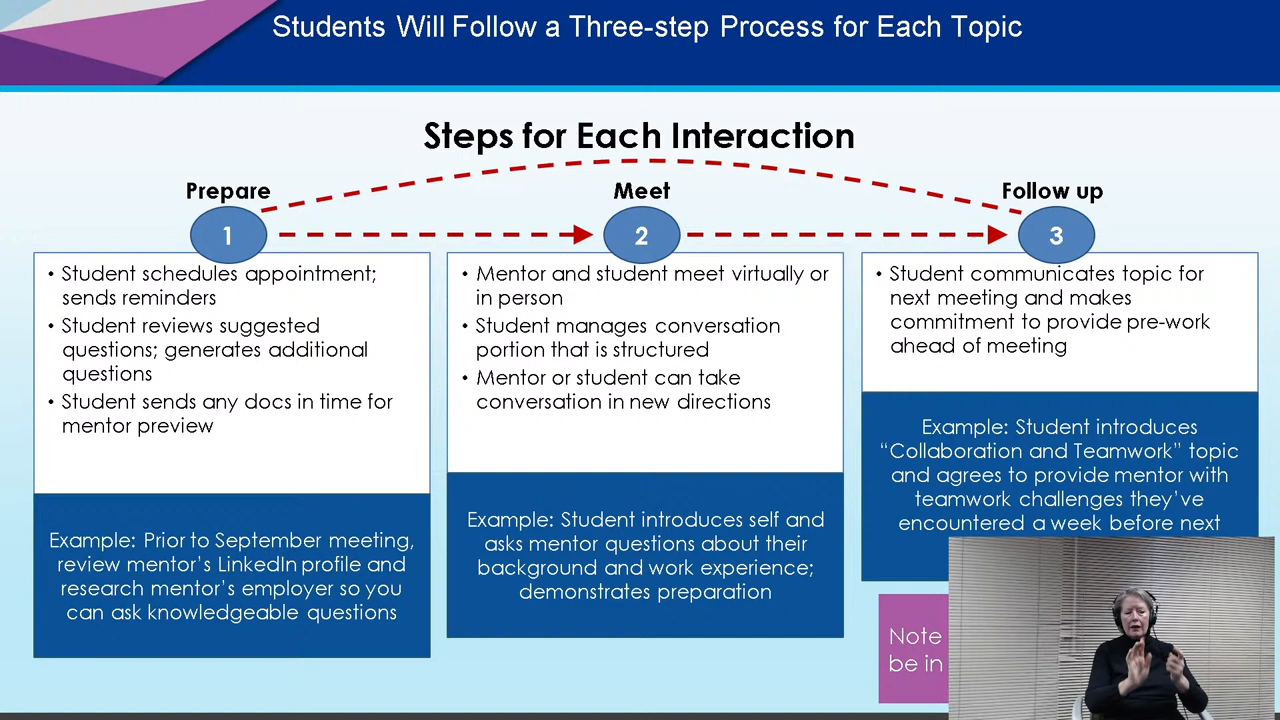 Students Will Follow a Three-step Process for Each Topic
Steps for Each Interaction
Prepare
1
• Student schedules appointment;
sends reminders
• Student reviews suggested
questions; generates additional
questions
• Student sends any docs in time for
mentor preview
Example: Prior to September meeting,
review mentor’s LinkedIn profile and
research mentor’s employer so you
can ask knowledgeable questions
Meet
2
• Mentor and student meet virtually or
in person
• Student manages conversation
portion that is structured
• Mentor or student can take
conversation in new directions
Example: Student introduces self and
asks mentor questions about their
background and work experience;
demonstrates preparation
Follow up
3
• Student communicates topic for
next meeting and makes
commitment to provide pre-work
ahead of meeting
Example: Student introduces
“Collaboration and Teamwork” topic
and agrees to provide mentor with
teamwork challenges they’ve
encountered a week before next
Note
be in